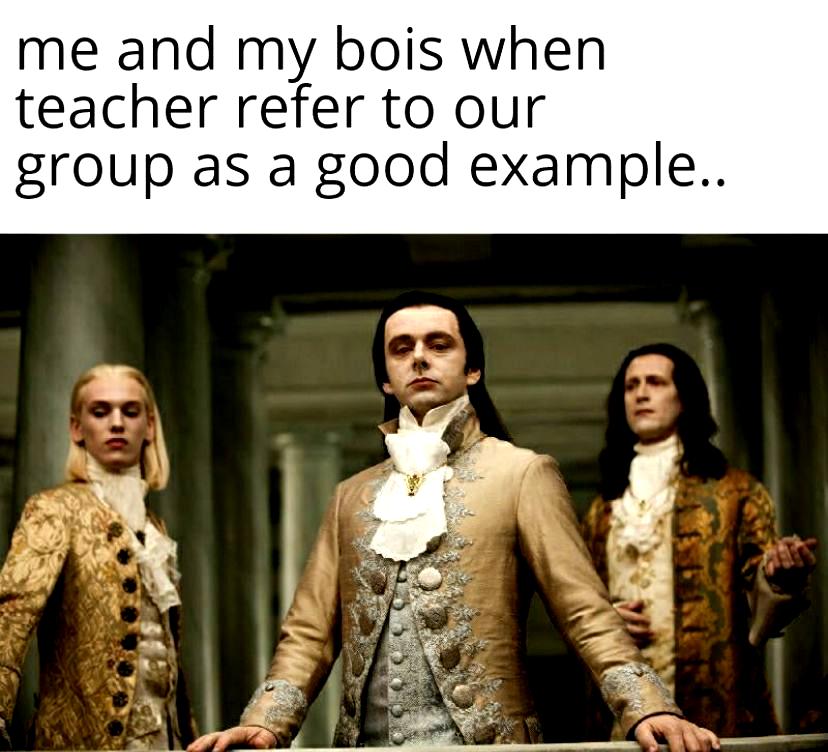 me and my bois when
teacher refer to our
group as a good example..